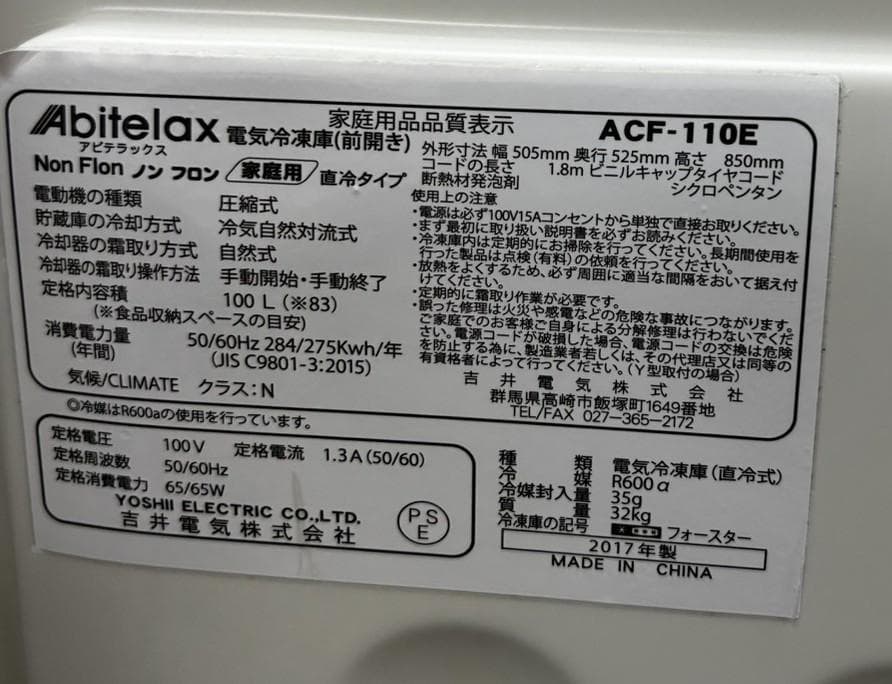 Abitelax
アビテラックス
電気冷凍庫(前開き)
Non Flon ノン フロン 家庭用 直冷タイプ
電動機の種類 圧縮式
貯蔵庫の冷却方式 冷気自然対流式
冷却器の霜取り方式 自然式
冷却器の霜取り操作方法 手動開始・手動終了
定格内容積 100 L (※83)
(※食品収納スペースの目安)
消費電力量 50/60Hz 284/275Kwh/年
(年間) (JIS C9801-3:2015)
気候/CLIMATE クラス:N
家庭用品品質表示 ACF-110E
外形寸法 幅 505mm 奥行 525mm 高さ 850mm
コードの長さ 1.8m ビニルキャップタイヤコード
断熱材発泡剤 シクロペンタン
使用上の注意
・電源は必ず100V15Aコンセントから単独で直接お取りください。
・まず最初に取り扱い説明書を必ずお読みください。
・冷凍庫内は定期的にお掃除を行ってください。長期間使用を
行った製品は点検(有料)の依頼を行ってください。
・放熱をよくするため、必ず周囲に適当な間隔をおいて据え付
けてください。
・定期的に霜取り作業が必要です。
・誤った修理は火災や感電などの危険な事故につながります。
ご家庭でのお客様ご自身による分解修理は行わないでくだ
さい。電源コードが破損した場合、電源コードの交換は危険
を防止する為に、製造業者若しくは、その代理店又は同等の
有資格者によって行ってください。(Y型取付の場合)
吉井電気株式会社
群馬県高崎市飯塚町1649番地
TEL/FAX 027-365-2172
◎冷媒はR600aの使用を行っています。
定格電圧 100V 定格電流 1.3A(50/60)
定格周波数 50/60Hz
定格消費電力 65/65W
YOSHII ELECTRIC CO.,LTD.
吉井電気株式会社
PS
E
種類 電気冷凍庫(直冷式)
冷媒 R600α
冷媒封入量 35g
質量 32kg
冷凍庫の記号 フォースター
2017年製
MADE IN CHINA